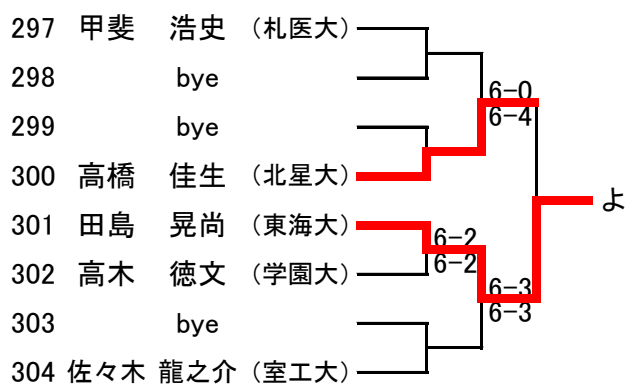 297 甲斐 浩史 (札医大)
298 bye
6-0
6-4
299 bye
300 高橋 佳生 (北星大)
よ
301 田島 晃尚 (東海大)
6-2
6-2
302 高木 徳文 (学園大)
6-3
6-3
303 bye
304 佐々木 龍之介 (室工大)